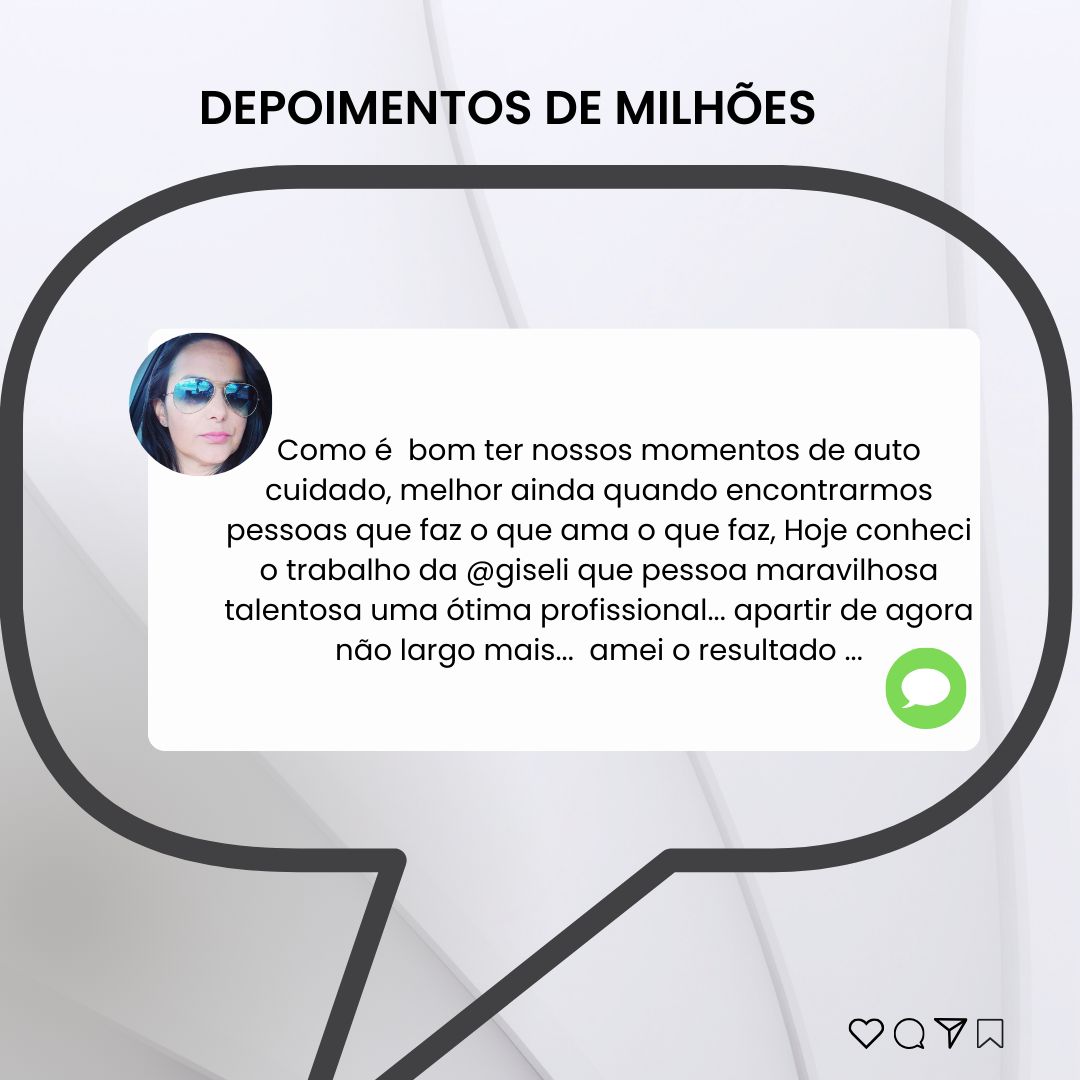 DEPOIMENTOS DE MILHÕES
Como é  bom ter nossos momentos de auto
cuidado, melhor ainda quando encontrarmos
pessoas que faz o que ama o que faz, Hoje conheci
o trabalho da @giseli que pessoa maravilhosa
talentosa uma ótima profissional... apartir de agora
não largo mais...  amei o resultado ...